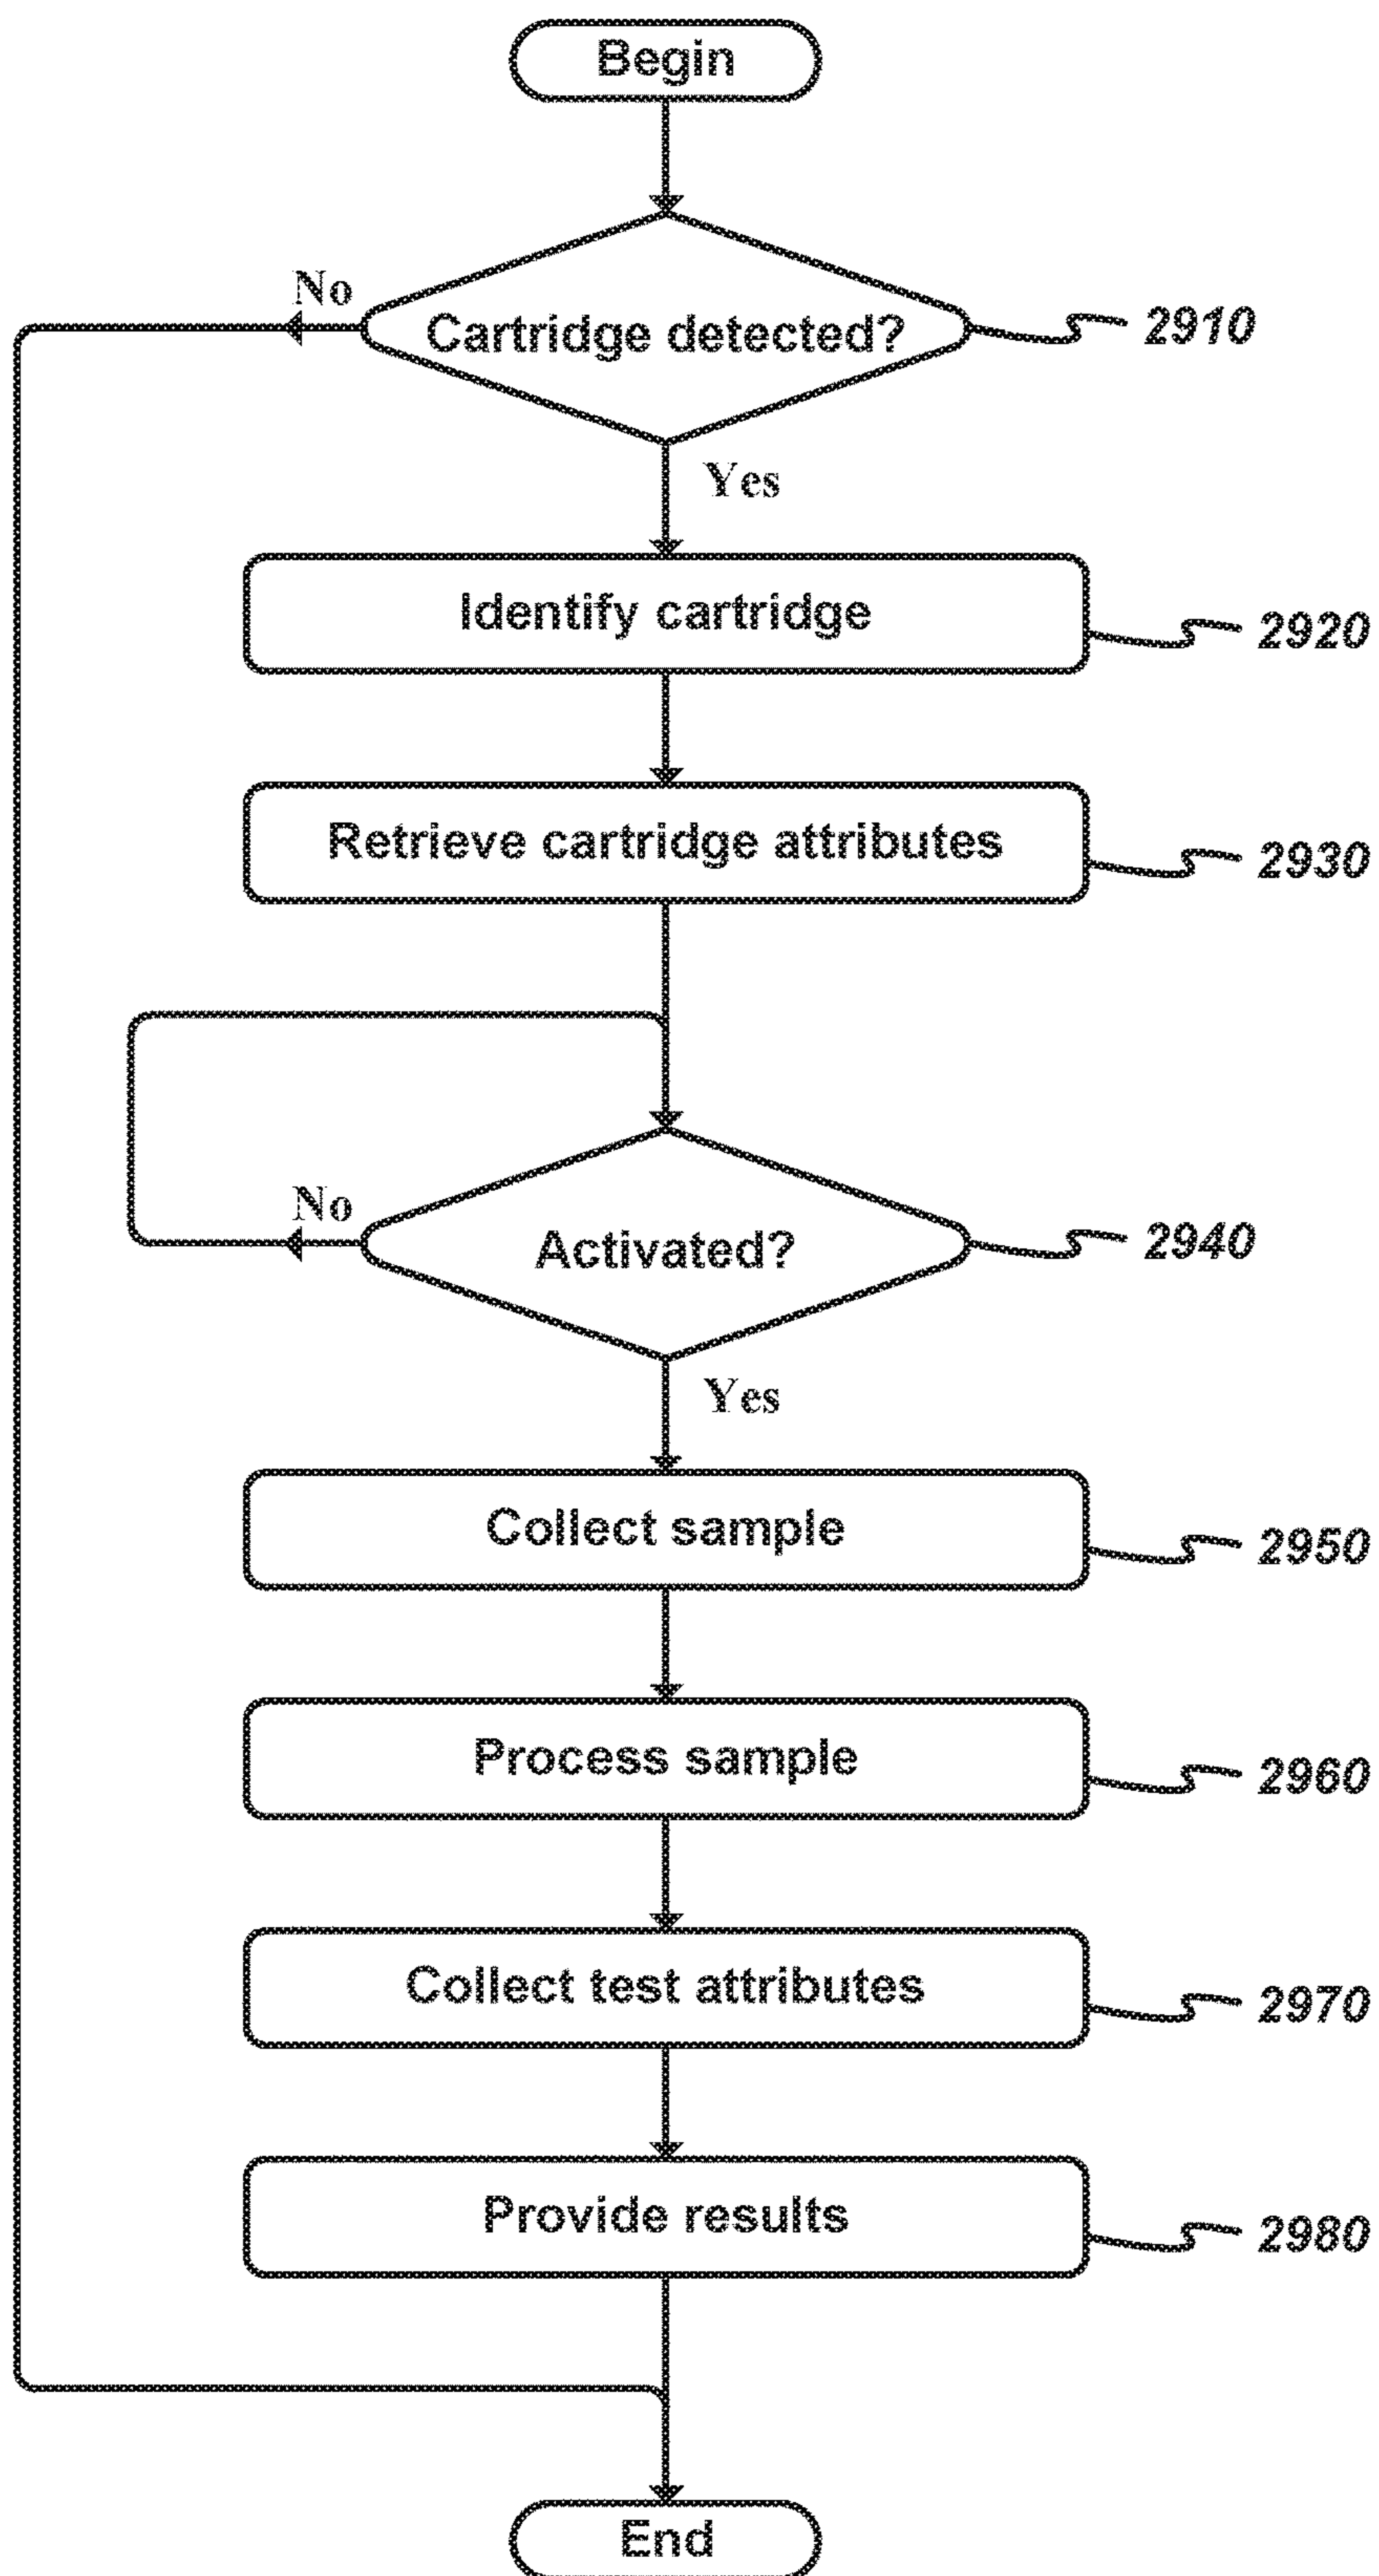 Begin
No
Cartridge detected?
2910
Yes
Identify cartridge
2920
Retrieve cartridge attributes
2930
No
Activated?
2940
Yes
Collect sample
2950
Process sample
2960
Collect test attributes
2970
Provide results
2980
End